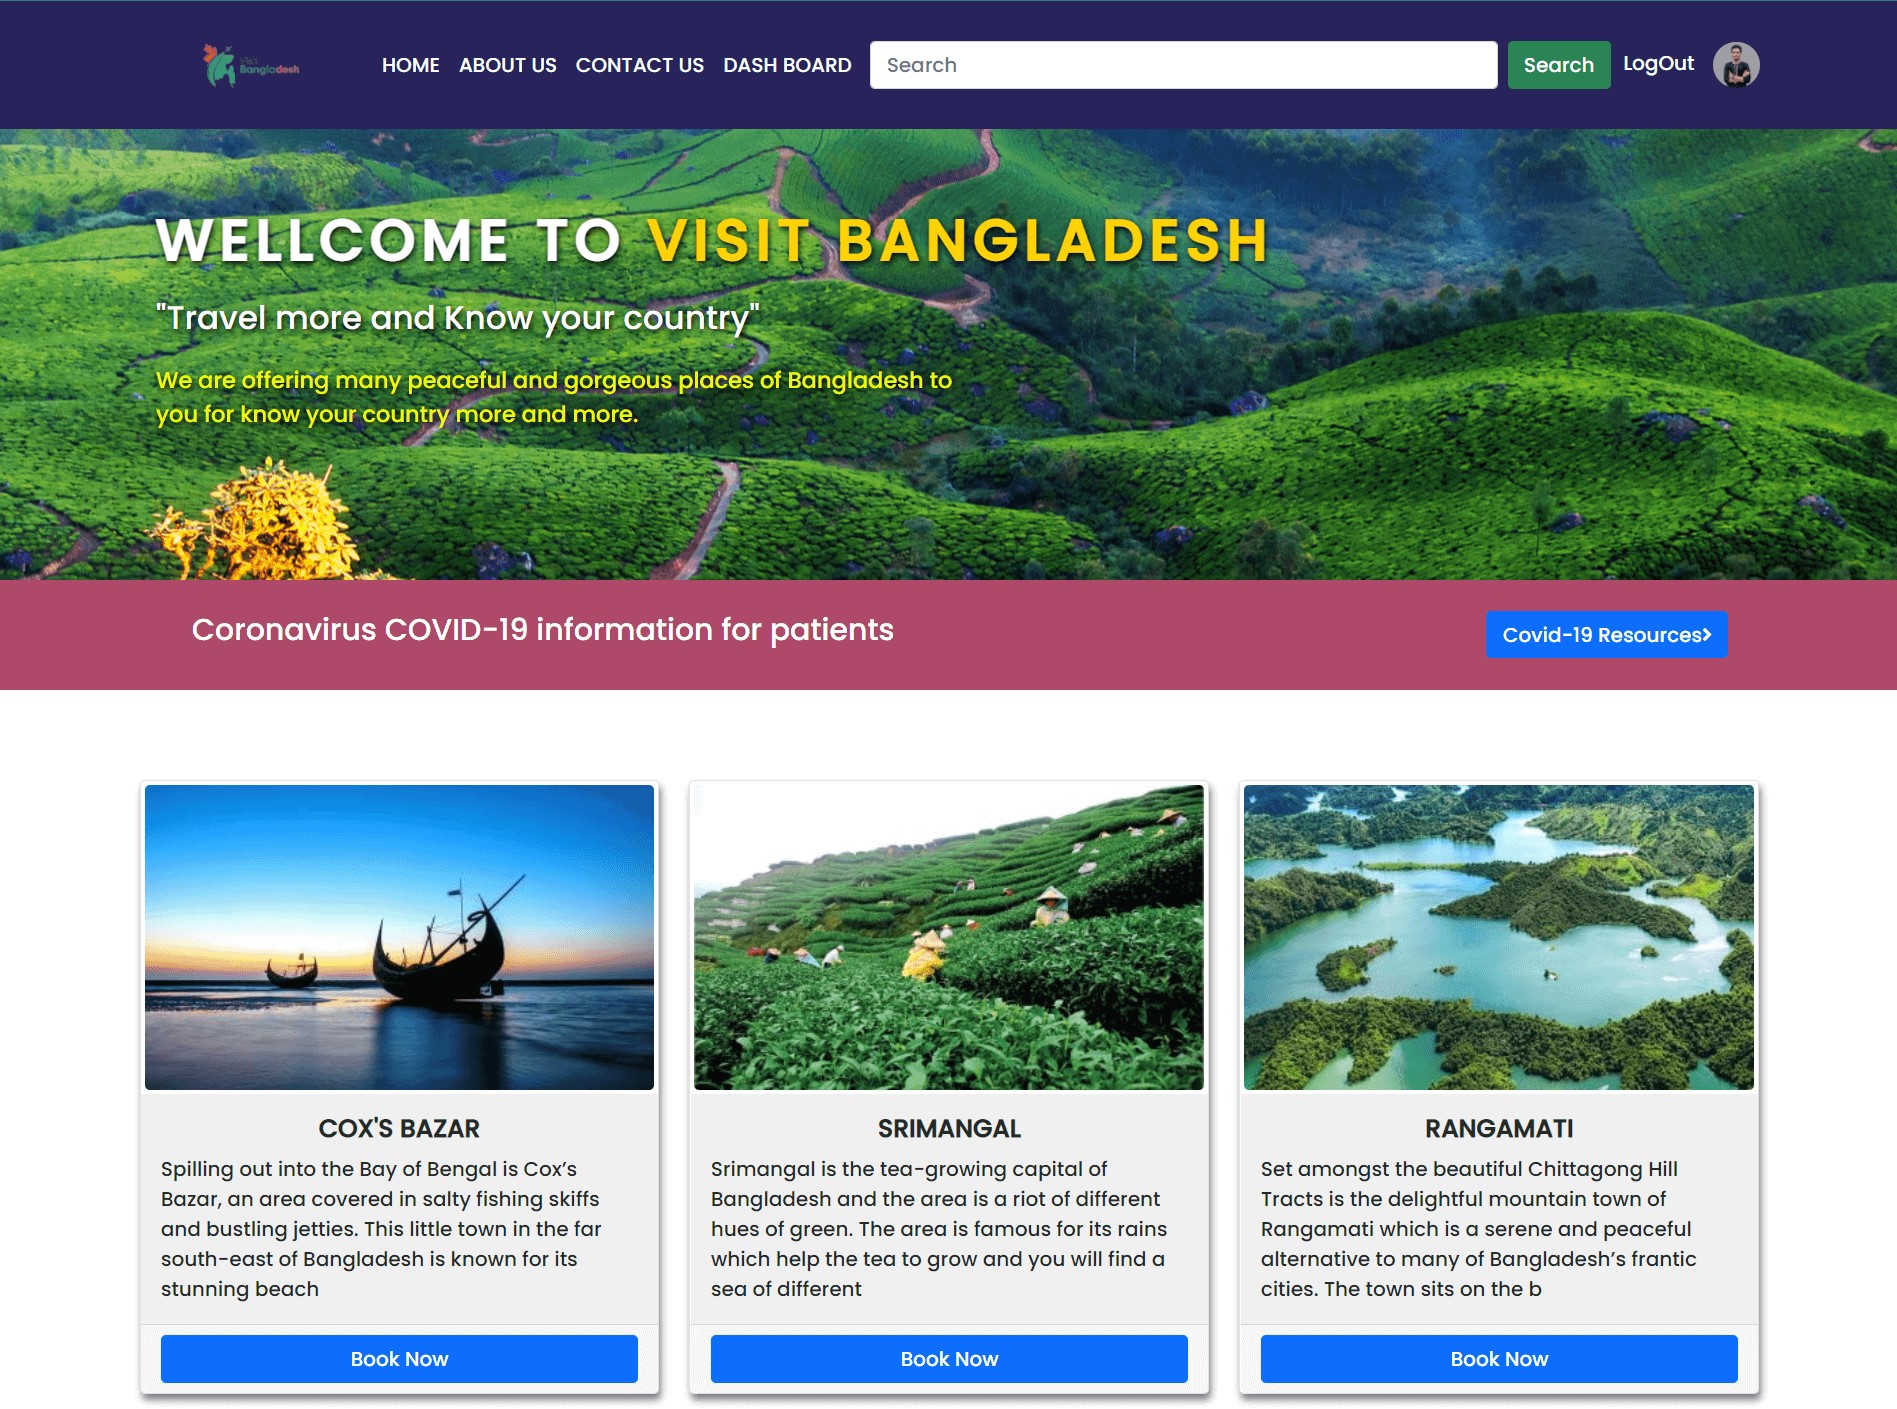 Visit
Bangladesh
HOME
ABOUT US
CONTACT US
DASH BOARD
Search
Search
LogOut
WELLCOME TO VISIT BANGLADESH
"Travel more and Know your country"
We are offering many peaceful and gorgeous places of Bangladesh to
you for know your country more and more.
Coronavirus COVID-19 information for patients
Covid-19 Resources
COX'S BAZAR
Spilling out into the Bay of Bengal is Cox’s
Bazar, an area covered in salty fishing skiffs
and bustling jetties. This little town in the far
south-east of Bangladesh is known for its
stunning beach
Book Now
SRIMANGAL
Srimangal is the tea-growing capital of
Bangladesh and the area is a riot of different
hues of green. The area is famous for its rains
which help the tea to grow and you will find a
sea of different
Book Now
RANGAMATI
Set amongst the beautiful Chittagong Hill
Tracts is the delightful mountain town of
Rangamati which is a serene and peaceful
alternative to many of Bangladesh’s frantic
cities. The town sits on the b
Book Now